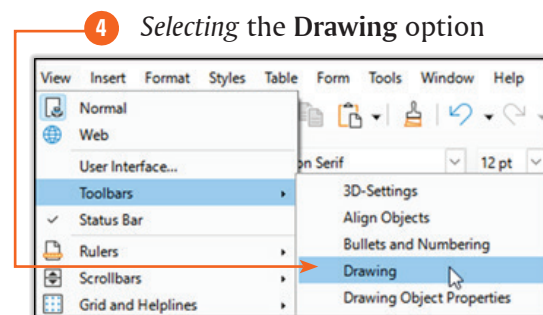 4 Selecting the Drawing option
View Insert Format Styles Table Form Tools Window Help
Normal
Web
User Interface...
on Serif
12 pt
Toolbars
3D-Settings
Status Bar
Align Objects
Rulers
Bullets and Numbering
Scrollbars
Drawing
Grid and Helplines
Drawing Object Properties